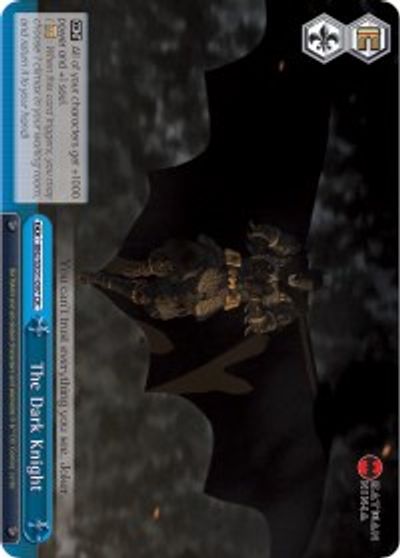 [CONT] All of your characters get +1000
power and +1 soul.
When this card triggers, you may
choose 1 climax in your waiting room,
and return it to your hand)
You can't trust everything you see, Joker.
The Dark Knight
BATMAN
NINJA